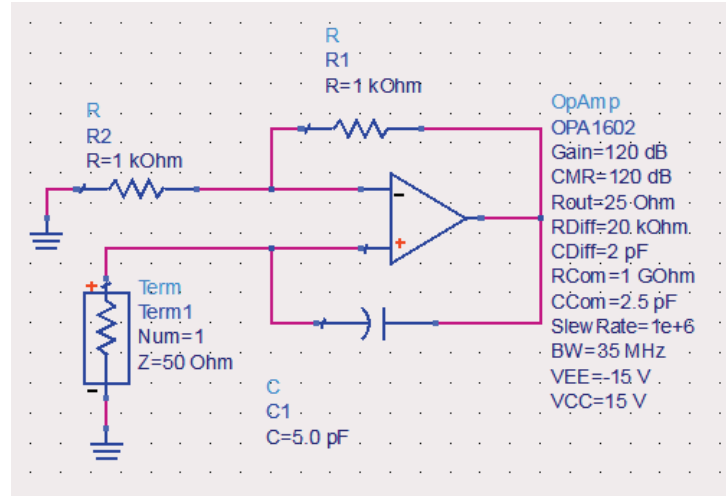 R
R1
R=1 kOhm
R
R2
R=1 kOhm
OpAmp
OPA1602
Gain=120 dB
CMR=120 dB
Rout=25 Ohm
RDiff=20 kOhm
CDiff=2 pF
RCom=1 GOhm
CCom=2.5 pF
SlewRate=1e+6
BW=35 MHz
VEE=-15 V
VCC=15 V
-
+
+
Term
Term1
Num=1
Z=50 Ohm
-
C
C1
C=5.0 pF